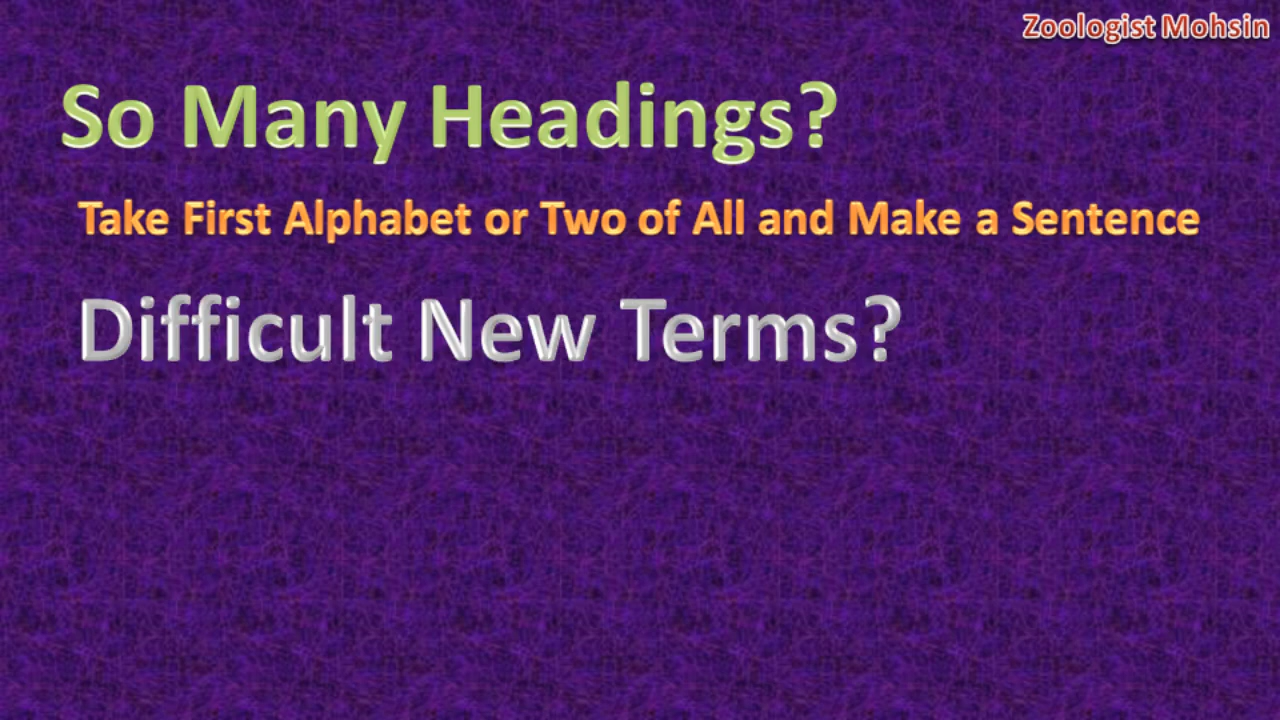 Zoologist Mohsin
So Many Headings?
Take First Alphabet or Two of All and Make a Sentence
Difficult New Terms?